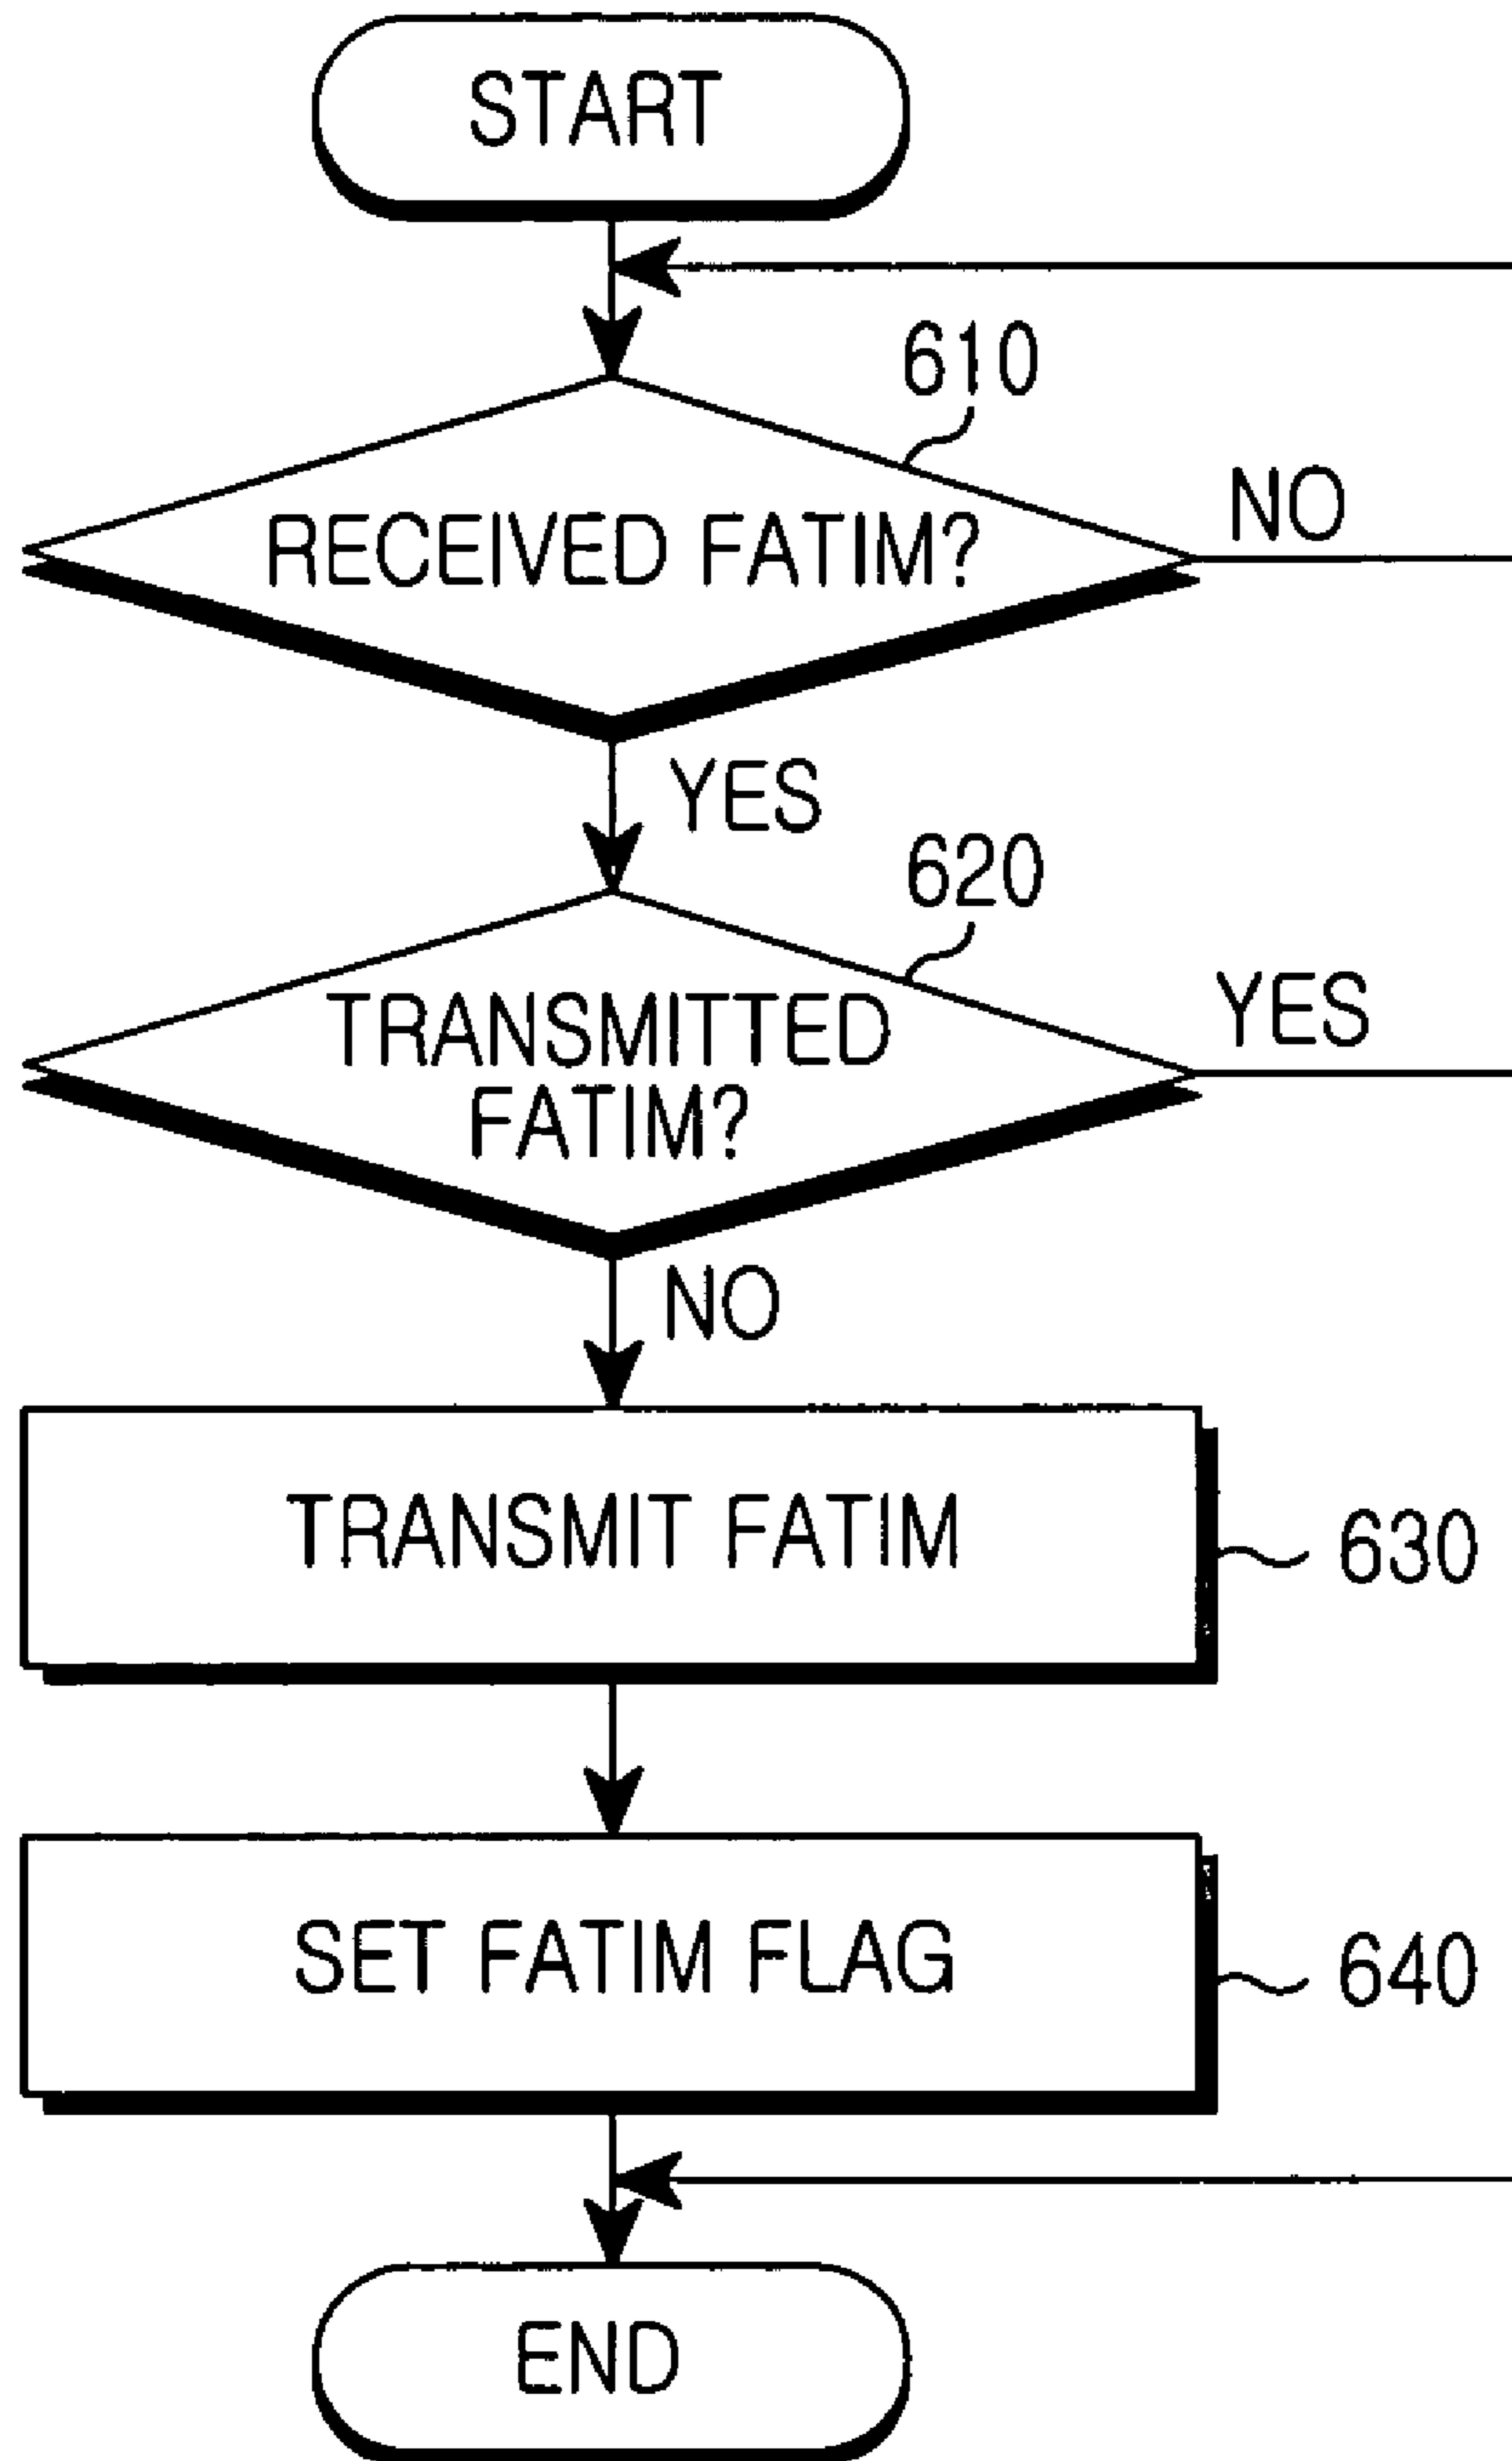 START
610
RECEIVED FATIM?
NO
YES
620
TRANSMITTED
FATIM?
YES
NO
TRANSMIT FATIM
630
SET FATIM FLAG
640
END